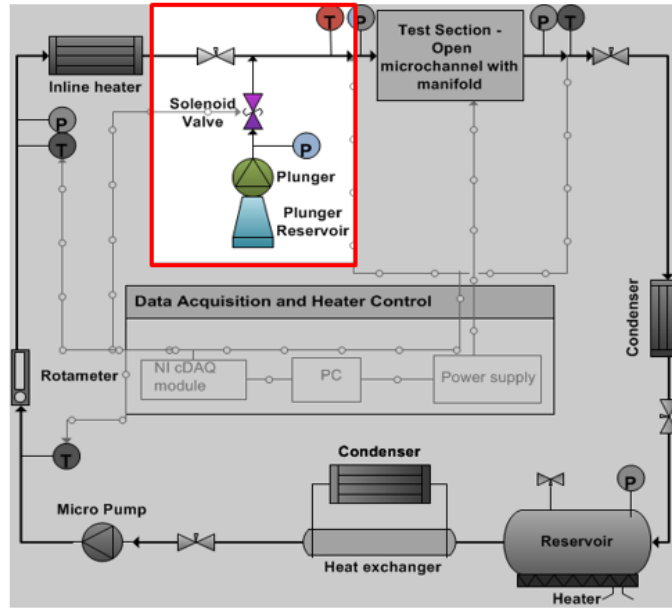 T
P
Test Section -
Open
microchannel with
manifold
P
T
Inline heater
Solenoid
Valve
P
T
P
Plunger
Plunger
Reservoir
Condenser
Data Acquisition and Heater Control
NI cDAQ
module
PC
Power supply
Rotameter
T
Condenser
Micro Pump
Heat exchanger
P
Reservoir
Heater